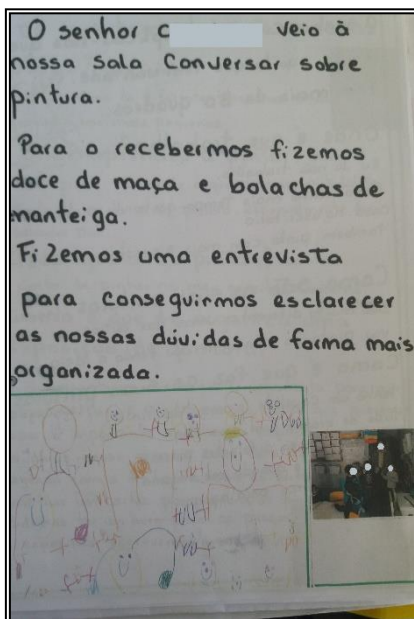 O senhor C veio à
nossa sala Conversar sobre
pintura.
Para o recebermos fizemos
doce de maça e bolachas de
manteiga.
Fizemos uma entrevista
para conseguirmos esclarecer
as nossas dúvidas de forma mais
organizada.